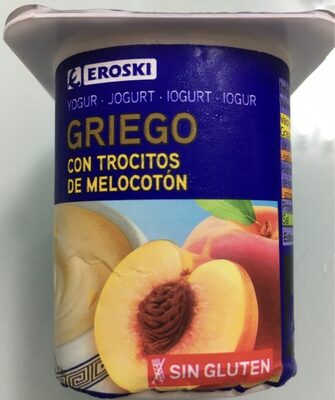 EROSKI
YOGUR · JOGURT · IOGURT · IOGUR
GRIEGO
CON TROCITOS
DE MELOCOTÓN
SIN GLUTEN